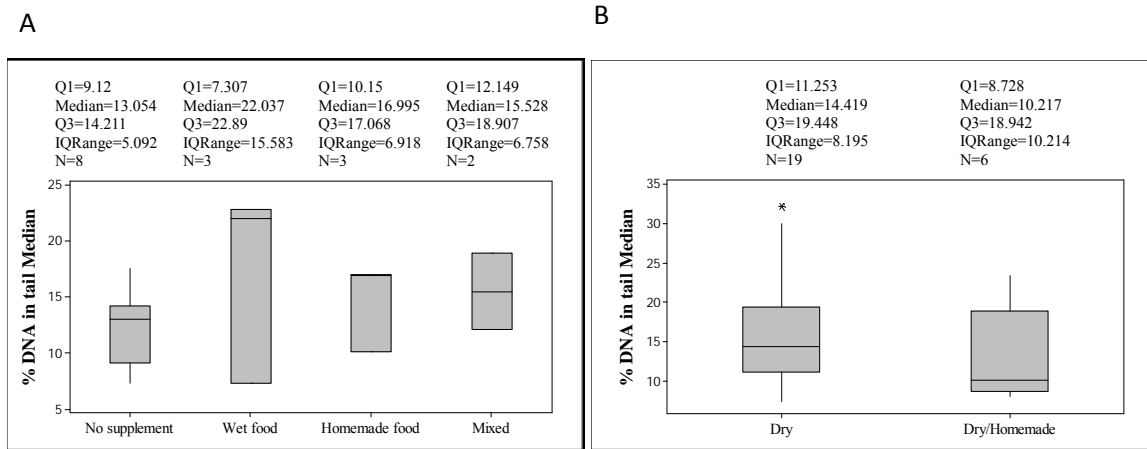 A
Q1=9.12
Median=13.054
Q3=14.211
IQRange=5.092
N=8
Q1=7.307
Median=22.037
Q3=22.89
IQRange=15.583
N=3
Q1=10.15
Median=16.995
Q3=17.068
IQRange=6.918
N=3
Q1=12.149
Median=15.528
Q3=18.907
IQRange=6.758
N=2
% DNA in tail Median
25
20
15
10
5
No supplement
Wet food
Homemade food
Mixed
B
Q1=11.253
Median=14.419
Q3=19.448
IQRange=8.195
N=19
Q1=8.728
Median=10.217
Q3=18.942
IQRange=10.214
N=6
% DNA in tail Median
35
30
25
20
15
10
*
Dry
Dry/Homemade